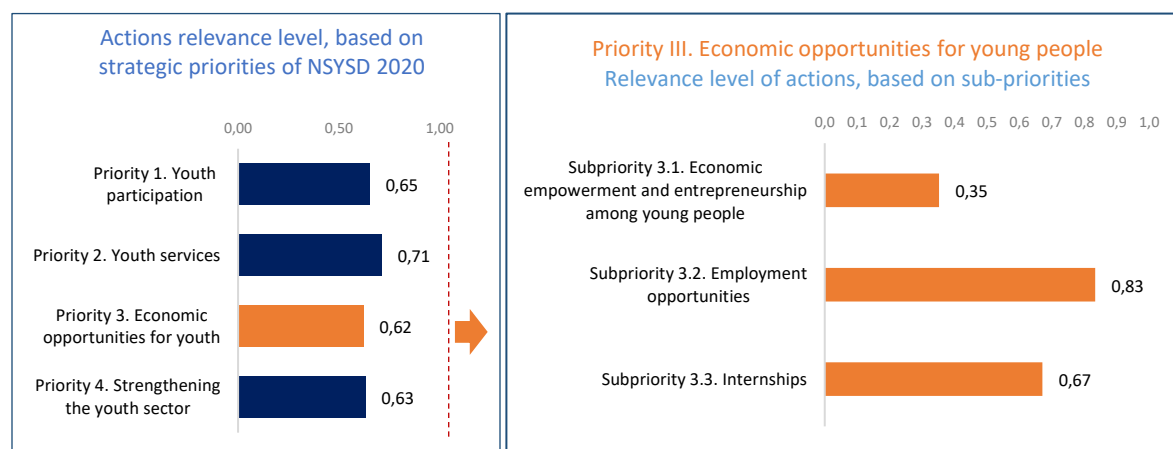 Actions relevance level, based on
strategic priorities of NSYSD 2020
0,00 0,50 1,00
Priority 1. Youth
participation
0,65
Priority 2. Youth services
0,71
Priority 3. Economic
opportunities for youth
0,62
Priority 4. Strengthening
the youth sector
0,63
Priority III. Economic opportunities for young people
Relevance level of actions, based on sub-priorities
0,0 0,1 0,2 0,3 0,4 0,5 0,6 0,7 0,8 0,9 1,0
Subpriority 3.1. Economic
empowerment and entrepreneurship
among young people
0,35
Subpriority 3.2. Employment
opportunities
0,83
Subpriority 3.3. Internships
0,67